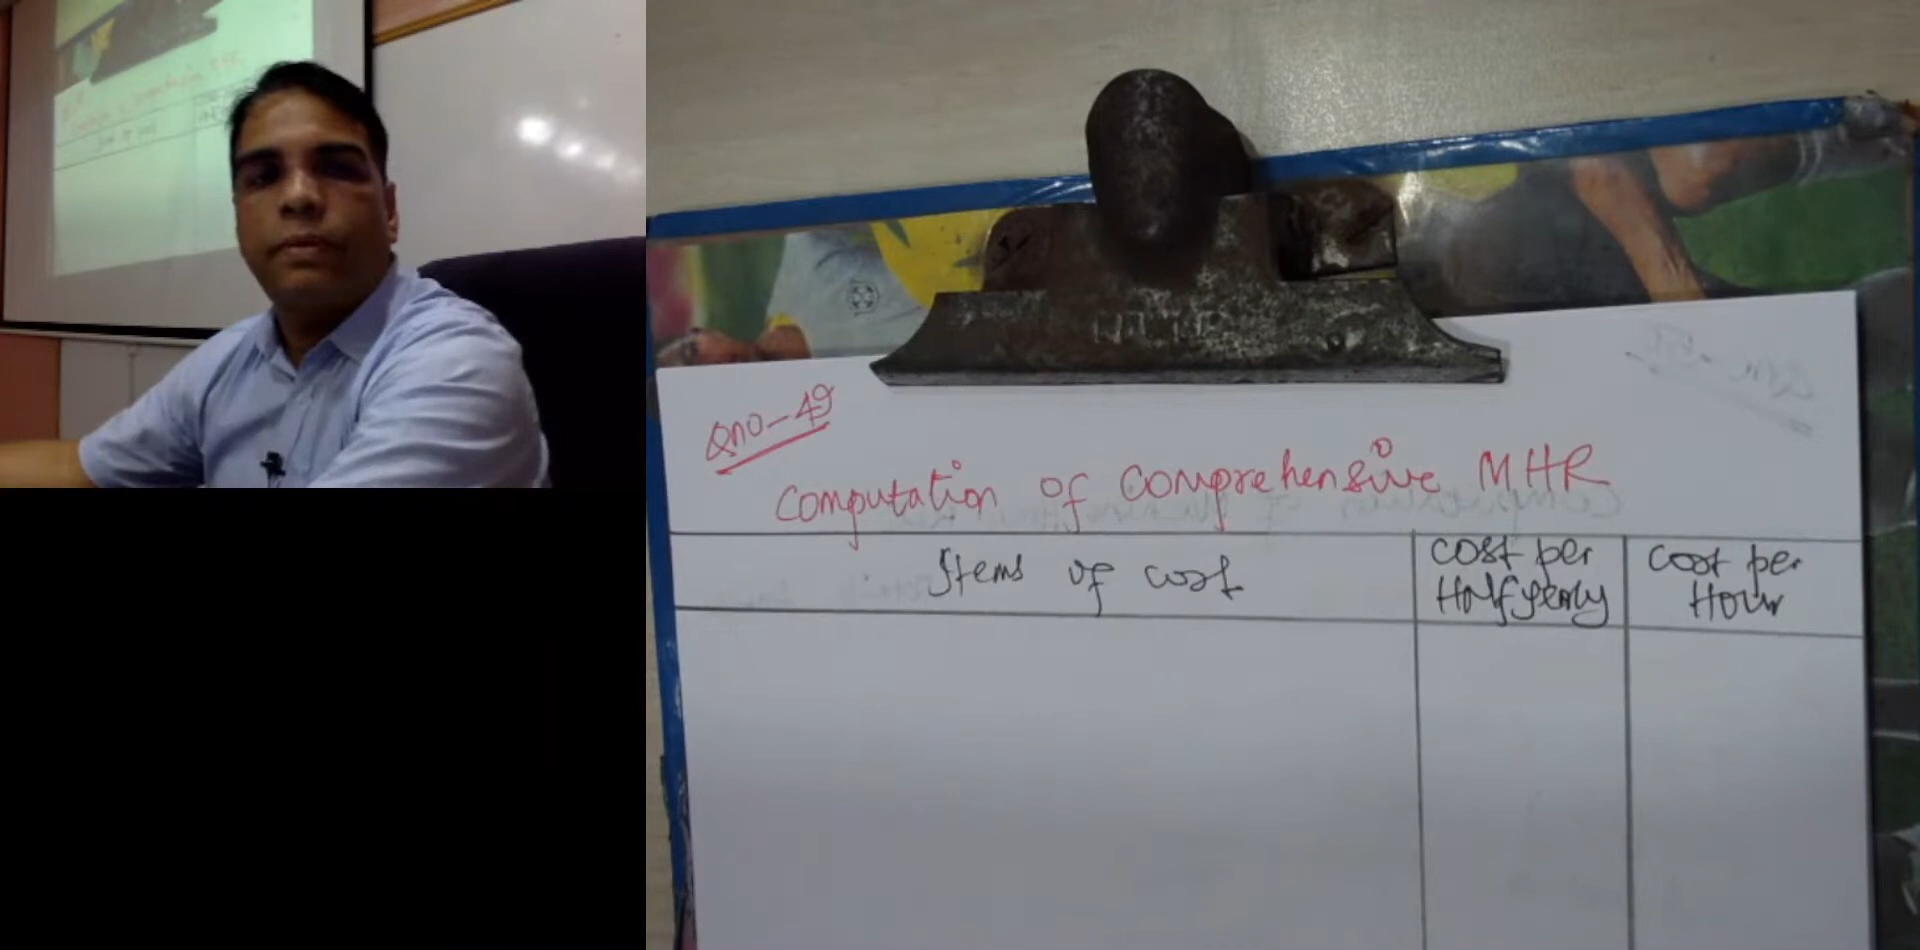 Qno-49
Computation of Comprehensive MHR
Items of cost
Cost per
Half yearly
Cost per
Hour